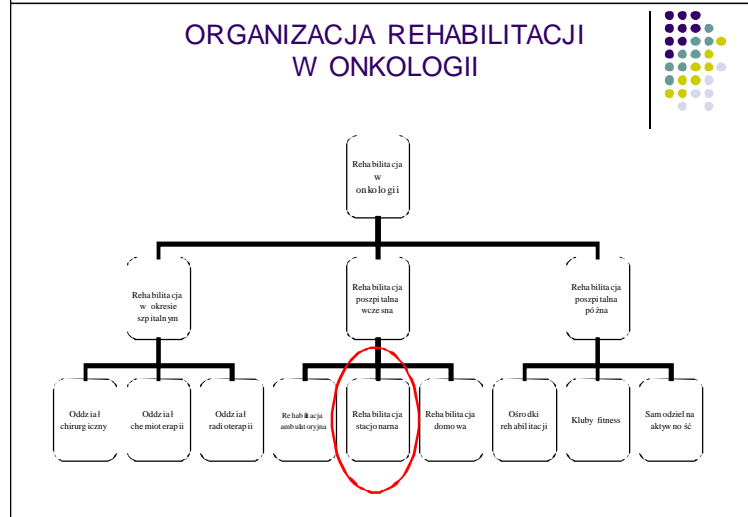 ORGANIZACJA REHABILITACJI
W ONKOLOGII
Rehabilitacja
w
onkologii
Rehabilitacja
w okresie
szpitalnym
Rehabilitacja
poszpitalna
wczesna
Rehabilitacja
poszpitalna
późna
Oddział
chirurgiczny
Oddział
chemioterapii
Oddział
radioterapii
Rehabilitacja
ambulatoryjna
Rehabilitacja
stacjonarna
Rehabilitacja
domowa
Ośrodki
rehabilitacji
Kluby fitness
Samodzielna
aktywność